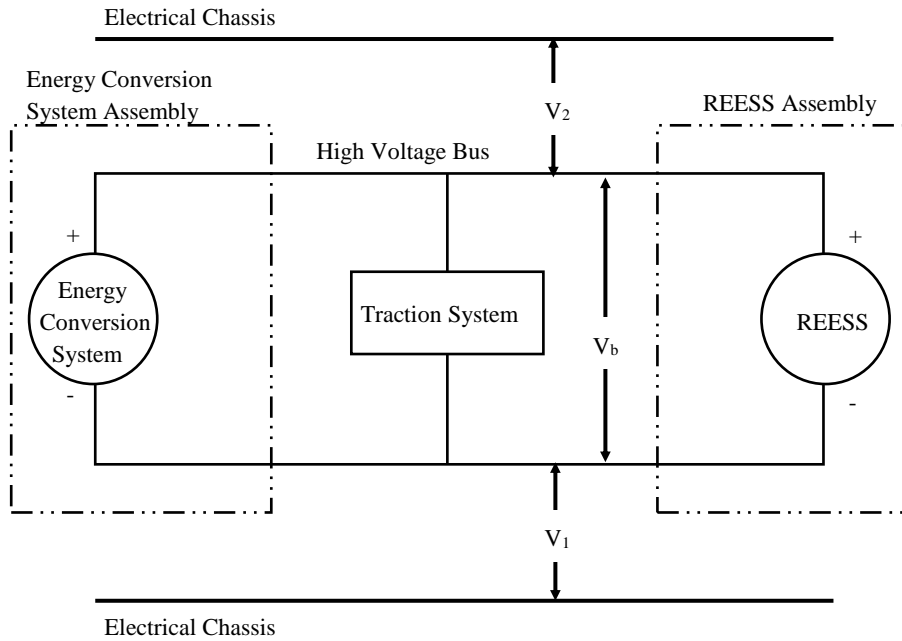 Electrical Chassis
Energy Conversion
System Assembly
REESS Assembly
V2
High Voltage Bus
+
+
Energy
Conversion
System
Traction System
REESS
Vb
-
-
V1
Electrical Chassis